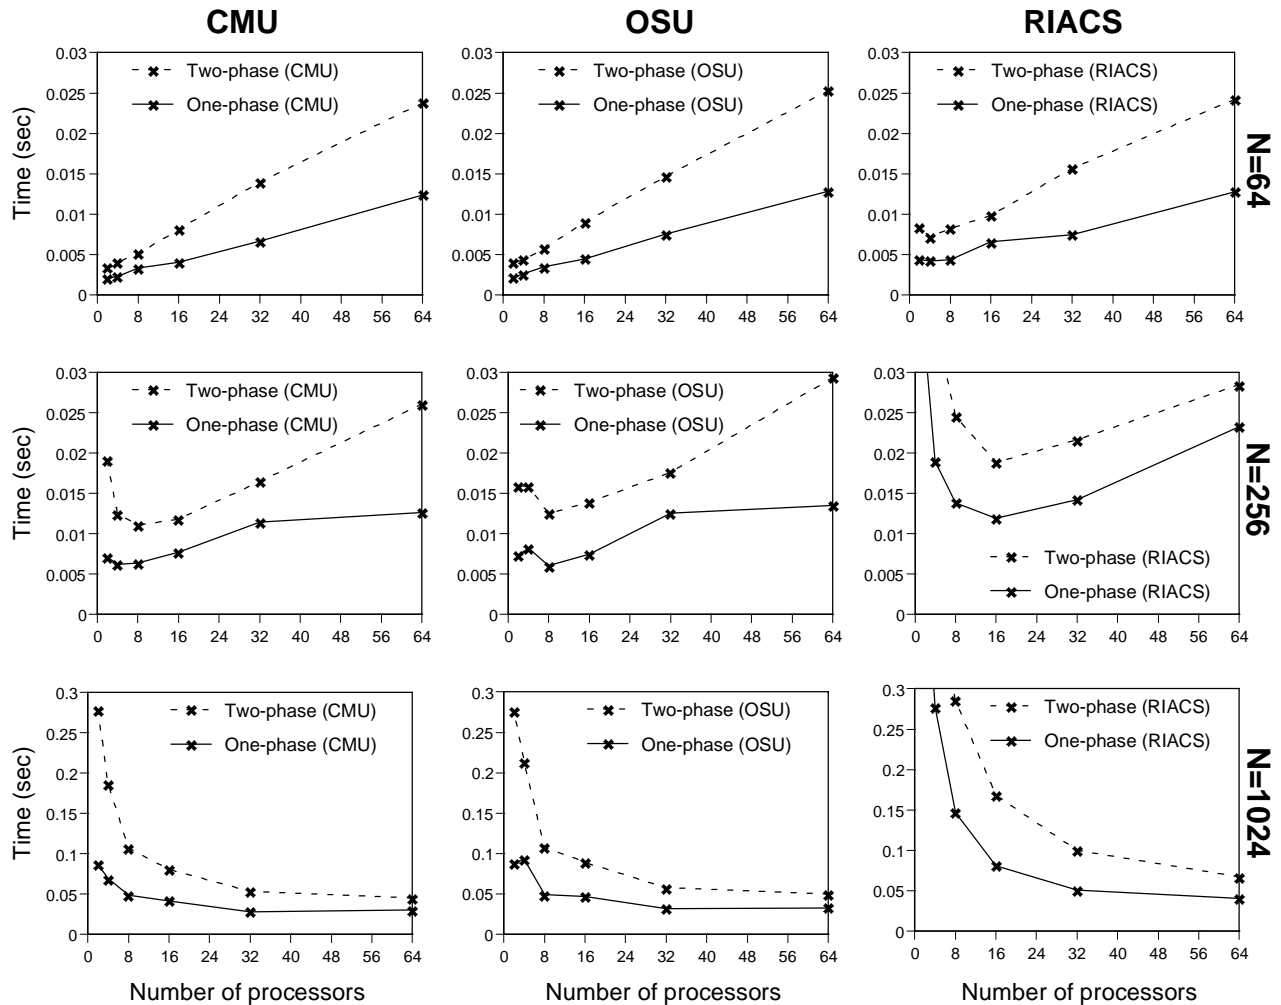 CMU OSU RIACS
0.03 0.03 0.03
Two-phase (CMU) Two-phase (OSU) Two-phase (RIACS)
0.025 0.025 0.025
One-phase (CMU) One-phase (OSU) One-phase (RIACS)
0.02 0.02 0.02
Time (sec)
N=64
0.015 0.015 0.015
0.01 0.01 0.01
0.005 0.005 0.005
0 0 0
0 8 16 24 32 40 48 56 64 0 8 16 24 32 40 48 56 64 0 8 16 24 32 40 48 56 64
0.03 0.03 0.03
Two-phase (CMU) Two-phase (OSU)
0.025 0.025 0.025
One-phase (CMU) One-phase (OSU)
0.02 0.02 0.02
Time (sec)
N=256
0.015 0.015 0.015
0.01 0.01 0.01
Two-phase (RIACS)
0.005 0.005 0.005
One-phase (RIACS)
0 0 0
0 8 16 24 32 40 48 56 64 0 8 16 24 32 40 48 56 64 0 8 16 24 32 40 48 56 64
0.3 0.3 0.3
Two-phase (CMU) Two-phase (OSU) Two-phase (RIACS)
0.25 0.25 0.25
One-phase (CMU) One-phase (OSU) One-phase (RIACS)
0.2 0.2 0.2
Time (sec)
N=1024
0.15 0.15 0.15
0.1 0.1 0.1
0.05 0.05 0.05
0 0 0
0 8 16 24 32 40 48 56 64 0 8 16 24 32 40 48 56 64 0 8 16 24 32 40 48 56 64
Number of processors Number of processors Number of processors